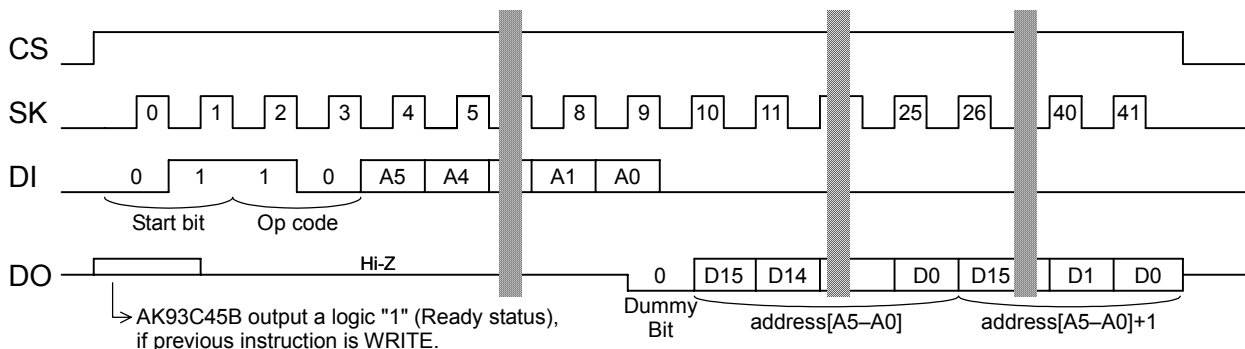 CS
SK 0 1 2 3 4 5 8 9 10 11 25 26 40 41
DI 0 1 1 0 A5 A4 A1 A0
Start bit Op code
DO Hi-Z 0 D15 D14 D0 D15 D1 D0
Dummy
Bit
address[A5–A0] address[A5–A0]+1
AK93C45B output a logic "1" (Ready status),
if previous instruction is WRITE.